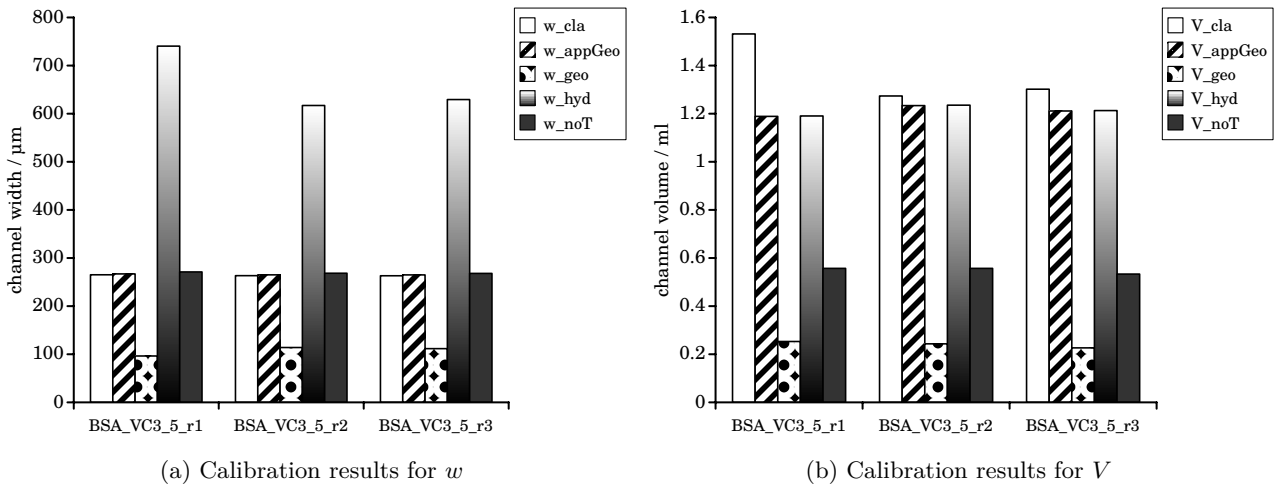 800
700
600
500
400
300
200
100
0
channel width / µm
BSA_VC3_5_r1
BSA_VC3_5_r2
BSA_VC3_5_r3
w_cla
w_appGeo
w_geo
w_hyd
w_noT
(a) Calibration results for w
1.6
1.4
1.2
1
0.8
0.6
0.4
0.2
0
channel volume / ml
BSA_VC3_5_r1
BSA_VC3_5_r2
BSA_VC3_5_r3
V_cla
V_appGeo
V_geo
V_hyd
V_noT
(b) Calibration results for V